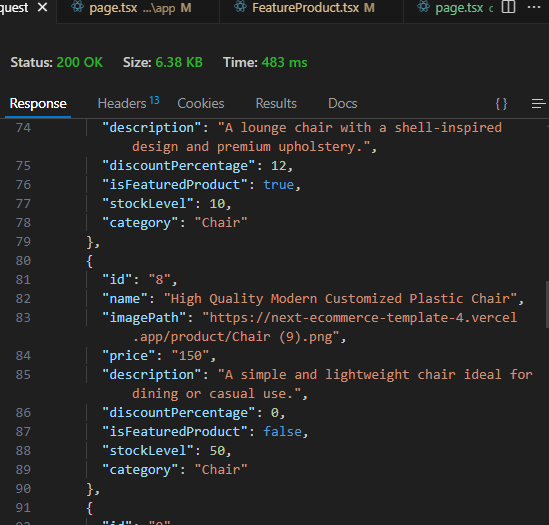 quest × page.tsx ...\app M FeatureProduct.tsx M page.tsx c
Status: 200 OK Size: 6.38 KB Time: 483 ms
Response Headers 13 Cookies Results Docs { }
74 "description": "A lounge chair with a shell-inspired
design and premium upholstery.",
75 "discountPercentage": 12,
76 "isFeaturedProduct": true,
77 "stockLevel": 10,
78 "category": "Chair"
79 },
80 {
81 "id": "8",
82 "name": "High Quality Modern Customized Plastic Chair",
83 "imagePath": "https://next-ecommerce-template-4.vercel
.app/product/Chair (9).png",
84 "price": "150",
85 "description": "A simple and lightweight chair ideal for
dining or casual use.",
86 "discountPercentage": 0,
87 "isFeaturedProduct": false,
88 "stockLevel": 50,
89 "category": "Chair"
90 },
91 {
92 "id": "9"